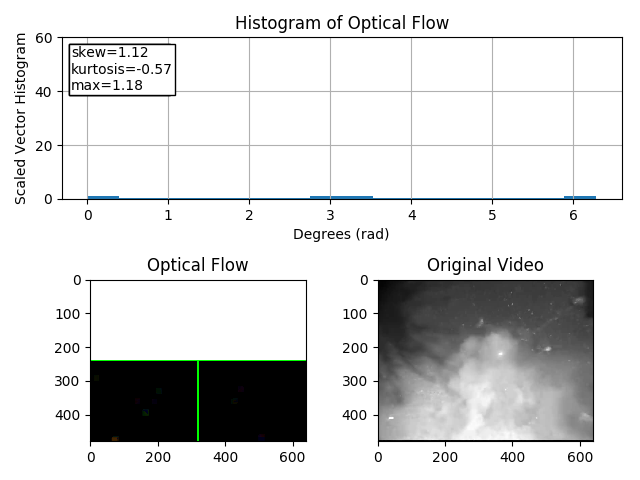 Histogram of Optical Flow
Scaled Vector Histogram
60
40
20
0
skew=1.12
kurtosis=-0.57
max=1.18
0 1 2 3 4 5 6
Degrees (rad)
Optical Flow
0
100
200
300
400
0 200 400 600
Original Video
0
100
200
300
400
0 200 400 600